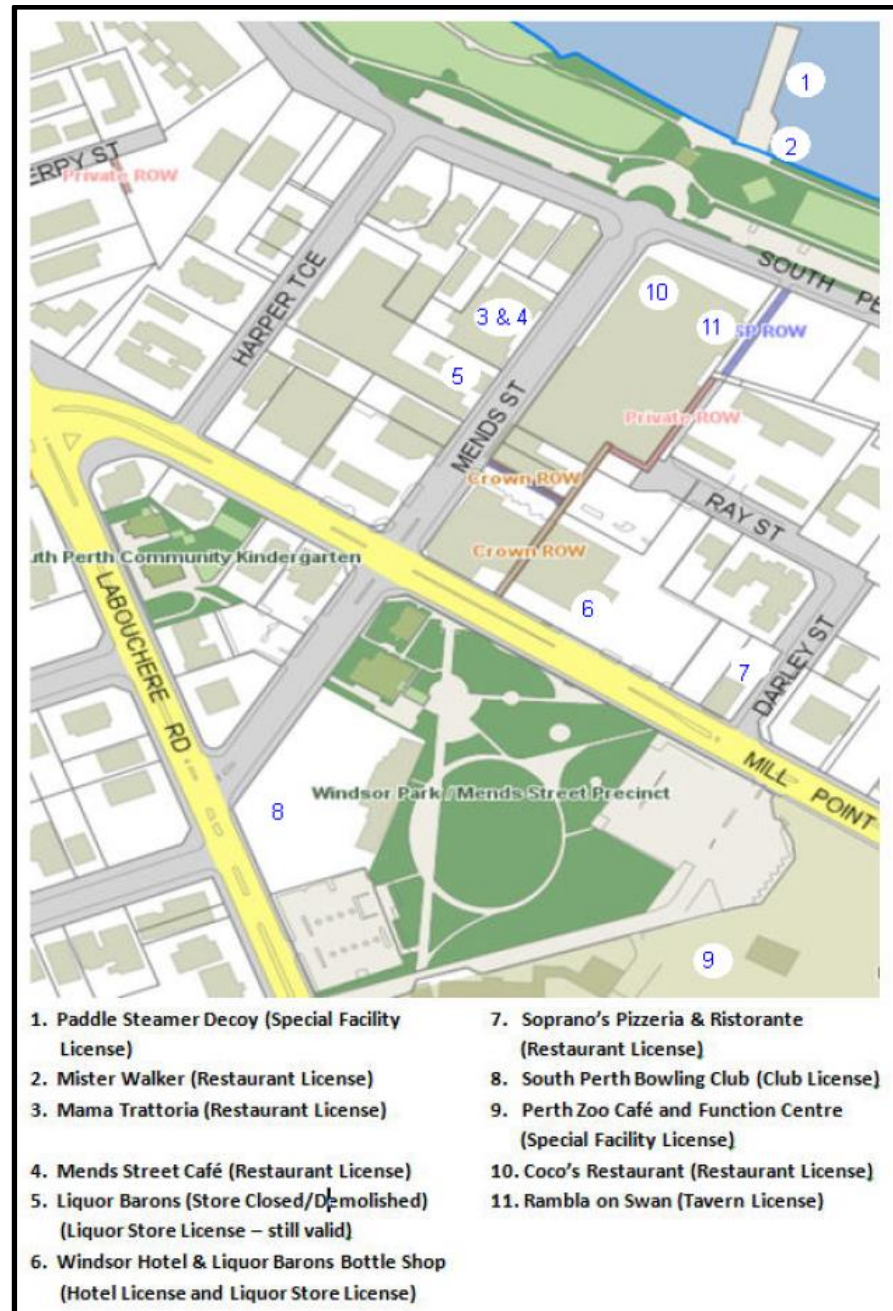 1
2
ERPY ST
Private ROW
HARPER TCE
SOUTH PE
10
3 & 4
11
SP ROW
5
MENDS ST
Private ROW
Crown ROW
RAY ST
Crown ROW
uth Perth Community Kindergarten
6
LABOUCHERE RD
7
DARLEY ST
MILL POINT
Windsor Park / Mends Street Precinct
8
9
1. Paddle Steamer Decoy (Special Facility
License)
2. Mister Walker (Restaurant License)
3. Mama Trattoria (Restaurant License)
4. Mends Street Café (Restaurant License)
5. Liquor Barons (Store Closed/Demolished)
(Liquor Store License – still valid)
6. Windsor Hotel & Liquor Barons Bottle Shop
(Hotel License and Liquor Store License)
7. Soprano's Pizzeria & Ristorante
(Restaurant License)
8. South Perth Bowling Club (Club License)
9. Perth Zoo Café and Function Centre
(Special Facility License)
10. Coco's Restaurant (Restaurant License)
11. Rambla on Swan (Tavern License)